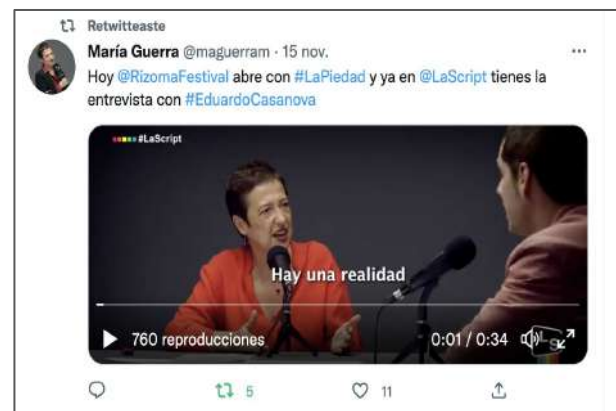 Retwitteaste
María Guerra @maguerram · 15 nov.
Hoy @RizomaFestival abre con #LaPiedad y ya en @LaScript tienes la
entrevista con #EduardoCasanova
#LaScript
Hay una realidad
760 reproducciones
0:01 / 0:34
5
11